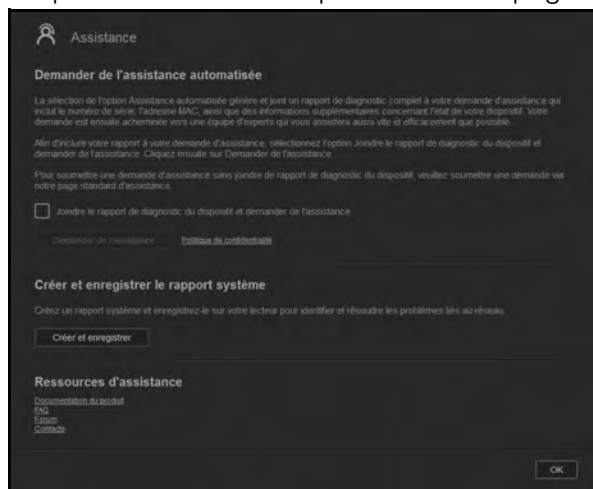 Assistance
Demander de l'assistance automatisée
La sélection de l'option Assistance automatisée génère et joint un rapport de diagnostic complet à votre demande d'assistance qui
inclut le numéro de série, l'adresse MAC, ainsi que des informations supplémentaires concernant l'état de votre dispositif. Votre
demande est ensuite acheminée vers une équipe d'experts qui vous assistera aussi vite et efficacement que possible.
Afin d'inclure votre rapport à votre demande d'assistance, sélectionnez l'option Joindre le rapport de diagnostic du dispositif et
demander de l'assistance. Cliquez ensuite sur Demander de l'assistance.
Pour soumettre une demande d'assistance sans joindre de rapport de diagnostic du dispositif, veuillez soumettre une demande via
notre page standard d'assistance.
Joindre le rapport de diagnostic du dispositif et demander de l'assistance
Demander de l'assistance Politique de confidentialité
Créer et enregistrer le rapport système
Créez un rapport système et enregistrez-le sur votre lecteur pour identifier et résoudre les problèmes liés au réseau.
Créer et enregistrer
Ressources d'assistance
Documentation du produit
FAQ
Forum
Contacts
OK